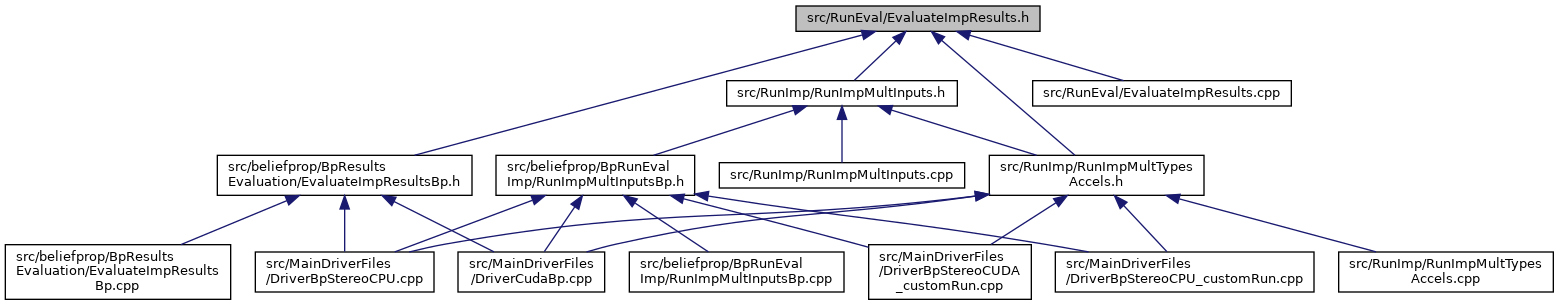 src/RunEval/EvaluateImpResults.h
src/RunImp/RunImpMultInputs.h
src/RunEval/EvaluateImpResults.cpp
src/beliefprop/BpResults
Evaluation/EvaluateImpResultsBp.h
src/beliefprop/BpRunEval
Imp/RunImpMultInputsBp.h
src/RunImp/RunImpMultInputs.cpp
src/RunImp/RunImpMultTypes
Accels.h
src/beliefprop/BpResults
Evaluation/EvaluateImpResults
Bp.cpp
src/MainDriverFiles
/DriverBpStereoCPU.cpp
src/MainDriverFiles
/DriverCudaBp.cpp
src/beliefprop/BpRunEval
Imp/RunImpMultInputsBp.cpp
src/MainDriverFiles
/DriverBpStereoCUDA
_customRun.cpp
src/MainDriverFiles
/DriverBpStereoCPU_customRun.cpp
src/RunImp/RunImpMultTypes
Accels.cpp